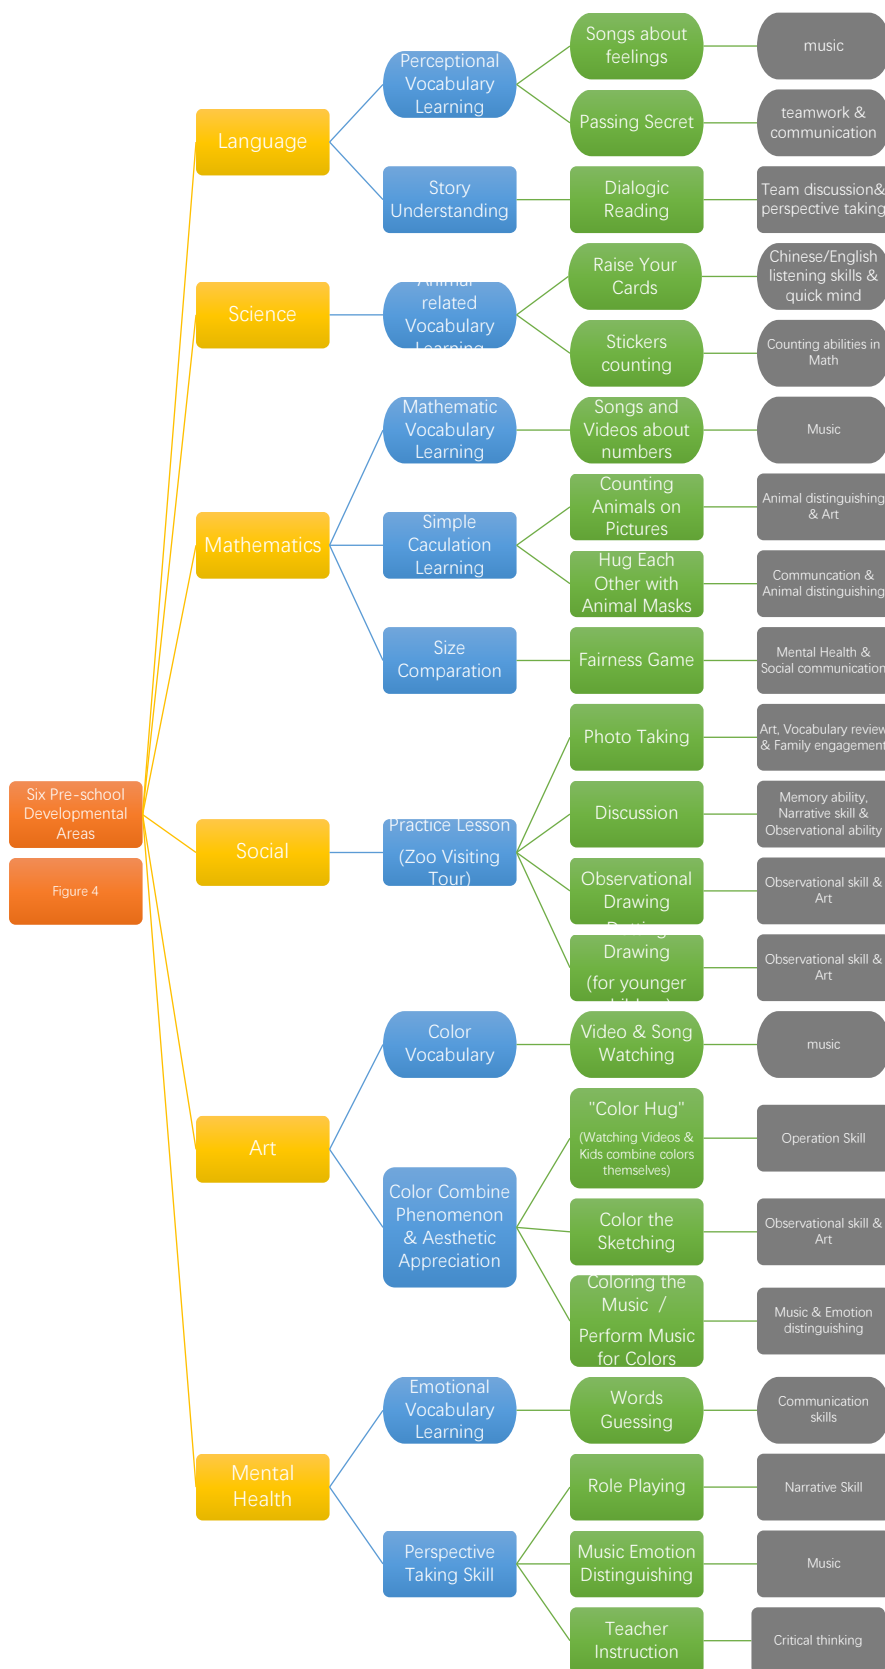 Six Pre-school
Developmental
Areas
Figure 4
Language
Perceptional
Vocabulary
Learning
Songs about
feelings
music
Passing Secret
teamwork &
communication
Story
Understanding
Dialogic
Reading
Team discussion&
perspective taking
Science
Animal
related
Vocabulary
Learning
Raise Your
Cards
Chinese/English
listening skills &
quick mind
Stickers
counting
Counting abilities in
Math
Mathematics
Mathematic
Vocabulary
Learning
Songs and
Videos about
numbers
Music
Simple
Caculation
Learning
Counting
Animals on
Pictures
Animal distinguishing
& Art
Hug Each
Other with
Animal Masks
Communcation &
Animal distinguishing
Size
Comparation
Fairness Game
Mental Health &
Social communication
Social
Practice Lesson
(Zoo Visiting
Tour)
Photo Taking
Art, Vocabulary review
& Family engagement
Discussion
Memory ability,
Narrative skill &
Observational ability
Observational
Drawing
Observational skill &
Art
Drawing
(for younger
Observational skill &
Art
Art
Color
Vocabulary
Video & Song
Watching
music
Color Combine
Phenomenon
& Aesthetic
Appreciation
"Color Hug"
(Watching Videos &
Kids combine colors
themselves)
Operation Skill
Color the
Sketching
Observational skill &
Art
Coloring the
Music /
Perform Music
for Colors
Music & Emotion
distinguishing
Mental
Health
Emotional
Vocabulary
Learning
Words
Guessing
Communication
skills
Perspective
Taking Skill
Role Playing
Narrative Skill
Music Emotion
Distinguishing
Music
Teacher
Instruction
Critical thinking